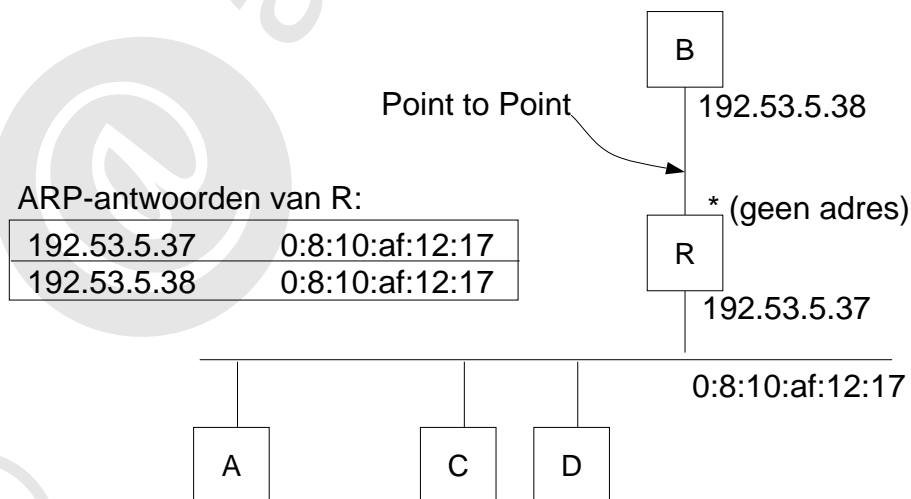 B
Point to Point
192.53.5.38
ARP-antwoorden van R:
* (geen adres)
192.53.5.37 0:8:10:af:12:17
192.53.5.38 0:8:10:af:12:17
R
192.53.5.37
0:8:10:af:12:17
A
C
D